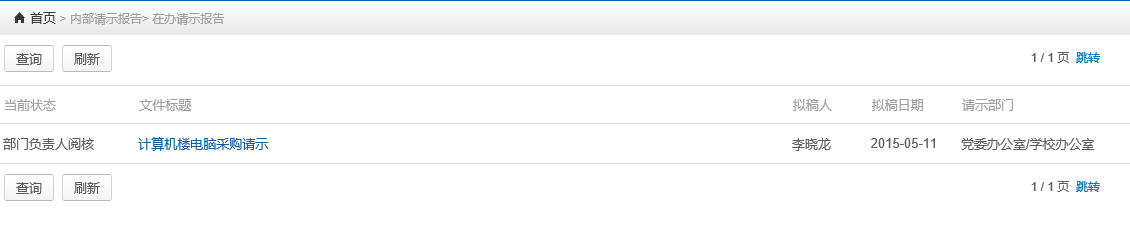 首页 > 内部请示报告> 在办请示报告
查询 刷新 1 / 1 页 跳转
当前状态 文件标题 拟稿人 拟稿日期 请示部门
部门负责人阅核 计算机楼电脑采购请示 李晓龙 2015-05-11 党委办公室/学校办公室
查询 刷新 1 / 1 页 跳转